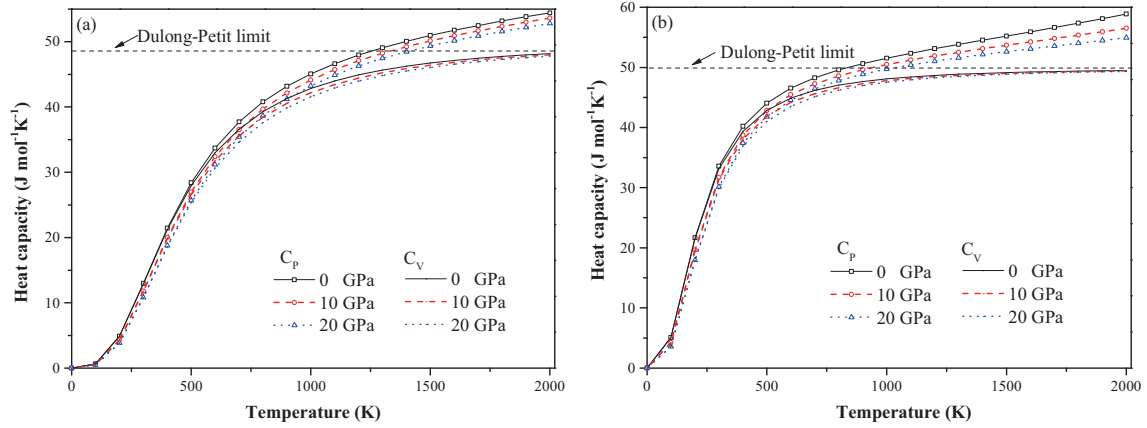 (a)
Dulong-Petit limit
Heat capacity (J mol⁻¹K⁻¹)
50
40
30
20
10
0
C_P C_V
0 GPa 0 GPa
10 GPa 10 GPa
20 GPa 20 GPa
0 500 1000 1500 2000
Temperature (K)
(b)
Dulong-Petit limit
Heat capacity (J mol⁻¹K⁻¹)
60
50
40
30
20
10
0
C_P C_V
0 GPa 0 GPa
10 GPa 10 GPa
20 GPa 20 GPa
0 500 1000 1500 2000
Temperature (K)